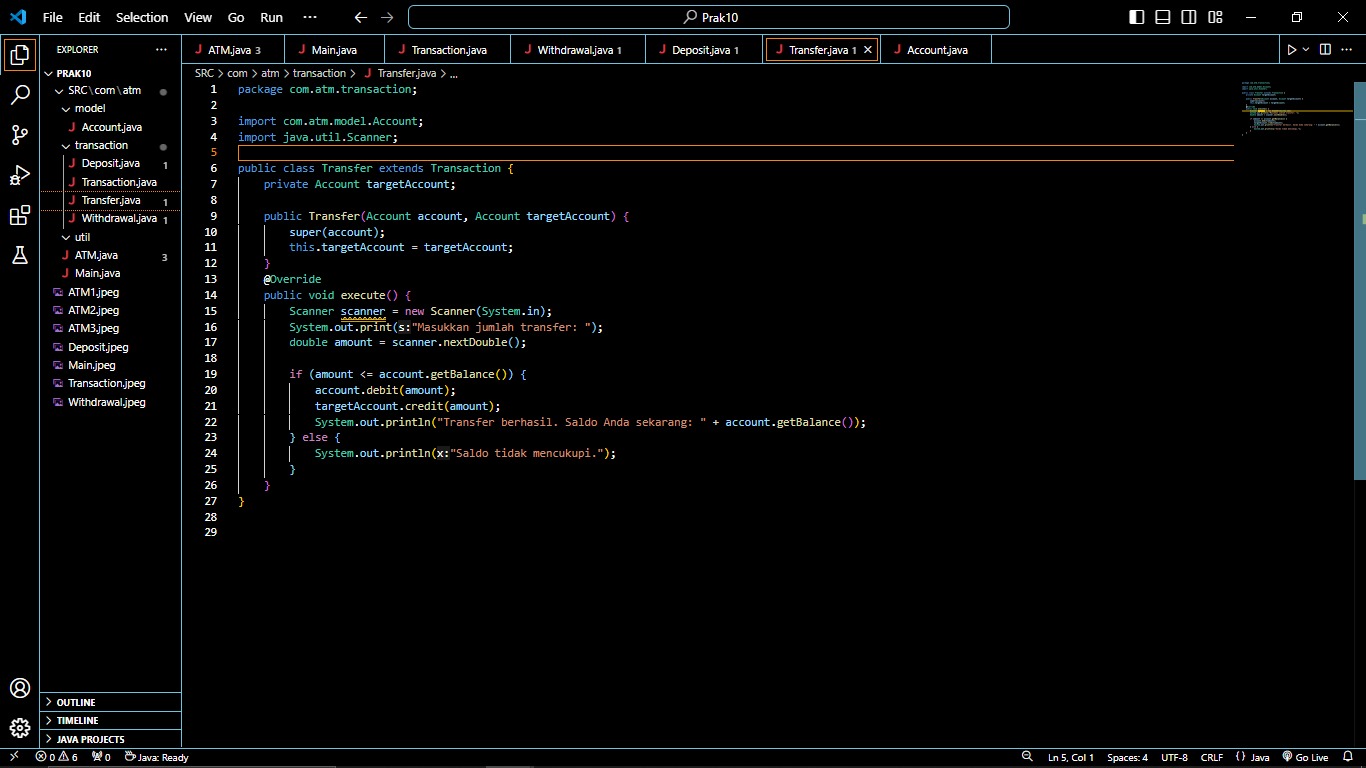 File Edit Selection View Go Run ··· Prak10
EXPLORER ···
PRAK10
SRC\com\atm
model
Account.java
transaction
Deposit.java 1
Transaction.java
Transfer.java 1
Withdrawal.java 1
util
ATM.java 3
Main.java
ATM1.jpeg
ATM2.jpeg
ATM3.jpeg
Deposit.jpeg
Main.jpeg
Transaction.jpeg
Withdrawal.jpeg
OUTLINE
TIMELINE
JAVA PROJECTS
ATM.java 3 Main.java Transaction.java Withdrawal.java 1 Deposit.java 1 Transfer.java 1 Account.java
SRC > com > atm > transaction > Transfer.java > ...
1 package com.atm.transaction;
2
3 import com.atm.model.Account;
4 import java.util.Scanner;
5
6 public class Transfer extends Transaction {
7 private Account targetAccount;
8
9 public Transfer(Account account, Account targetAccount) {
10 super(account);
11 this.targetAccount = targetAccount;
12 }
13 @Override
14 public void execute() {
15 Scanner scanner = new Scanner(System.in);
16 System.out.print(s:"Masukkan jumlah transfer: ");
17 double amount = scanner.nextDouble();
18
19 if (amount <= account.getBalance()) {
20 account.debit(amount);
21 targetAccount.credit(amount);
22 System.out.println("Transfer berhasil. Saldo Anda sekarang: " + account.getBalance());
23 } else {
24 System.out.println(x:"Saldo tidak mencukupi.");
25 }
26 }
27 }
28
29
0 6 0 Java: Ready Ln 5, Col 1 Spaces: 4 UTF-8 CRLF {} Java Go Live